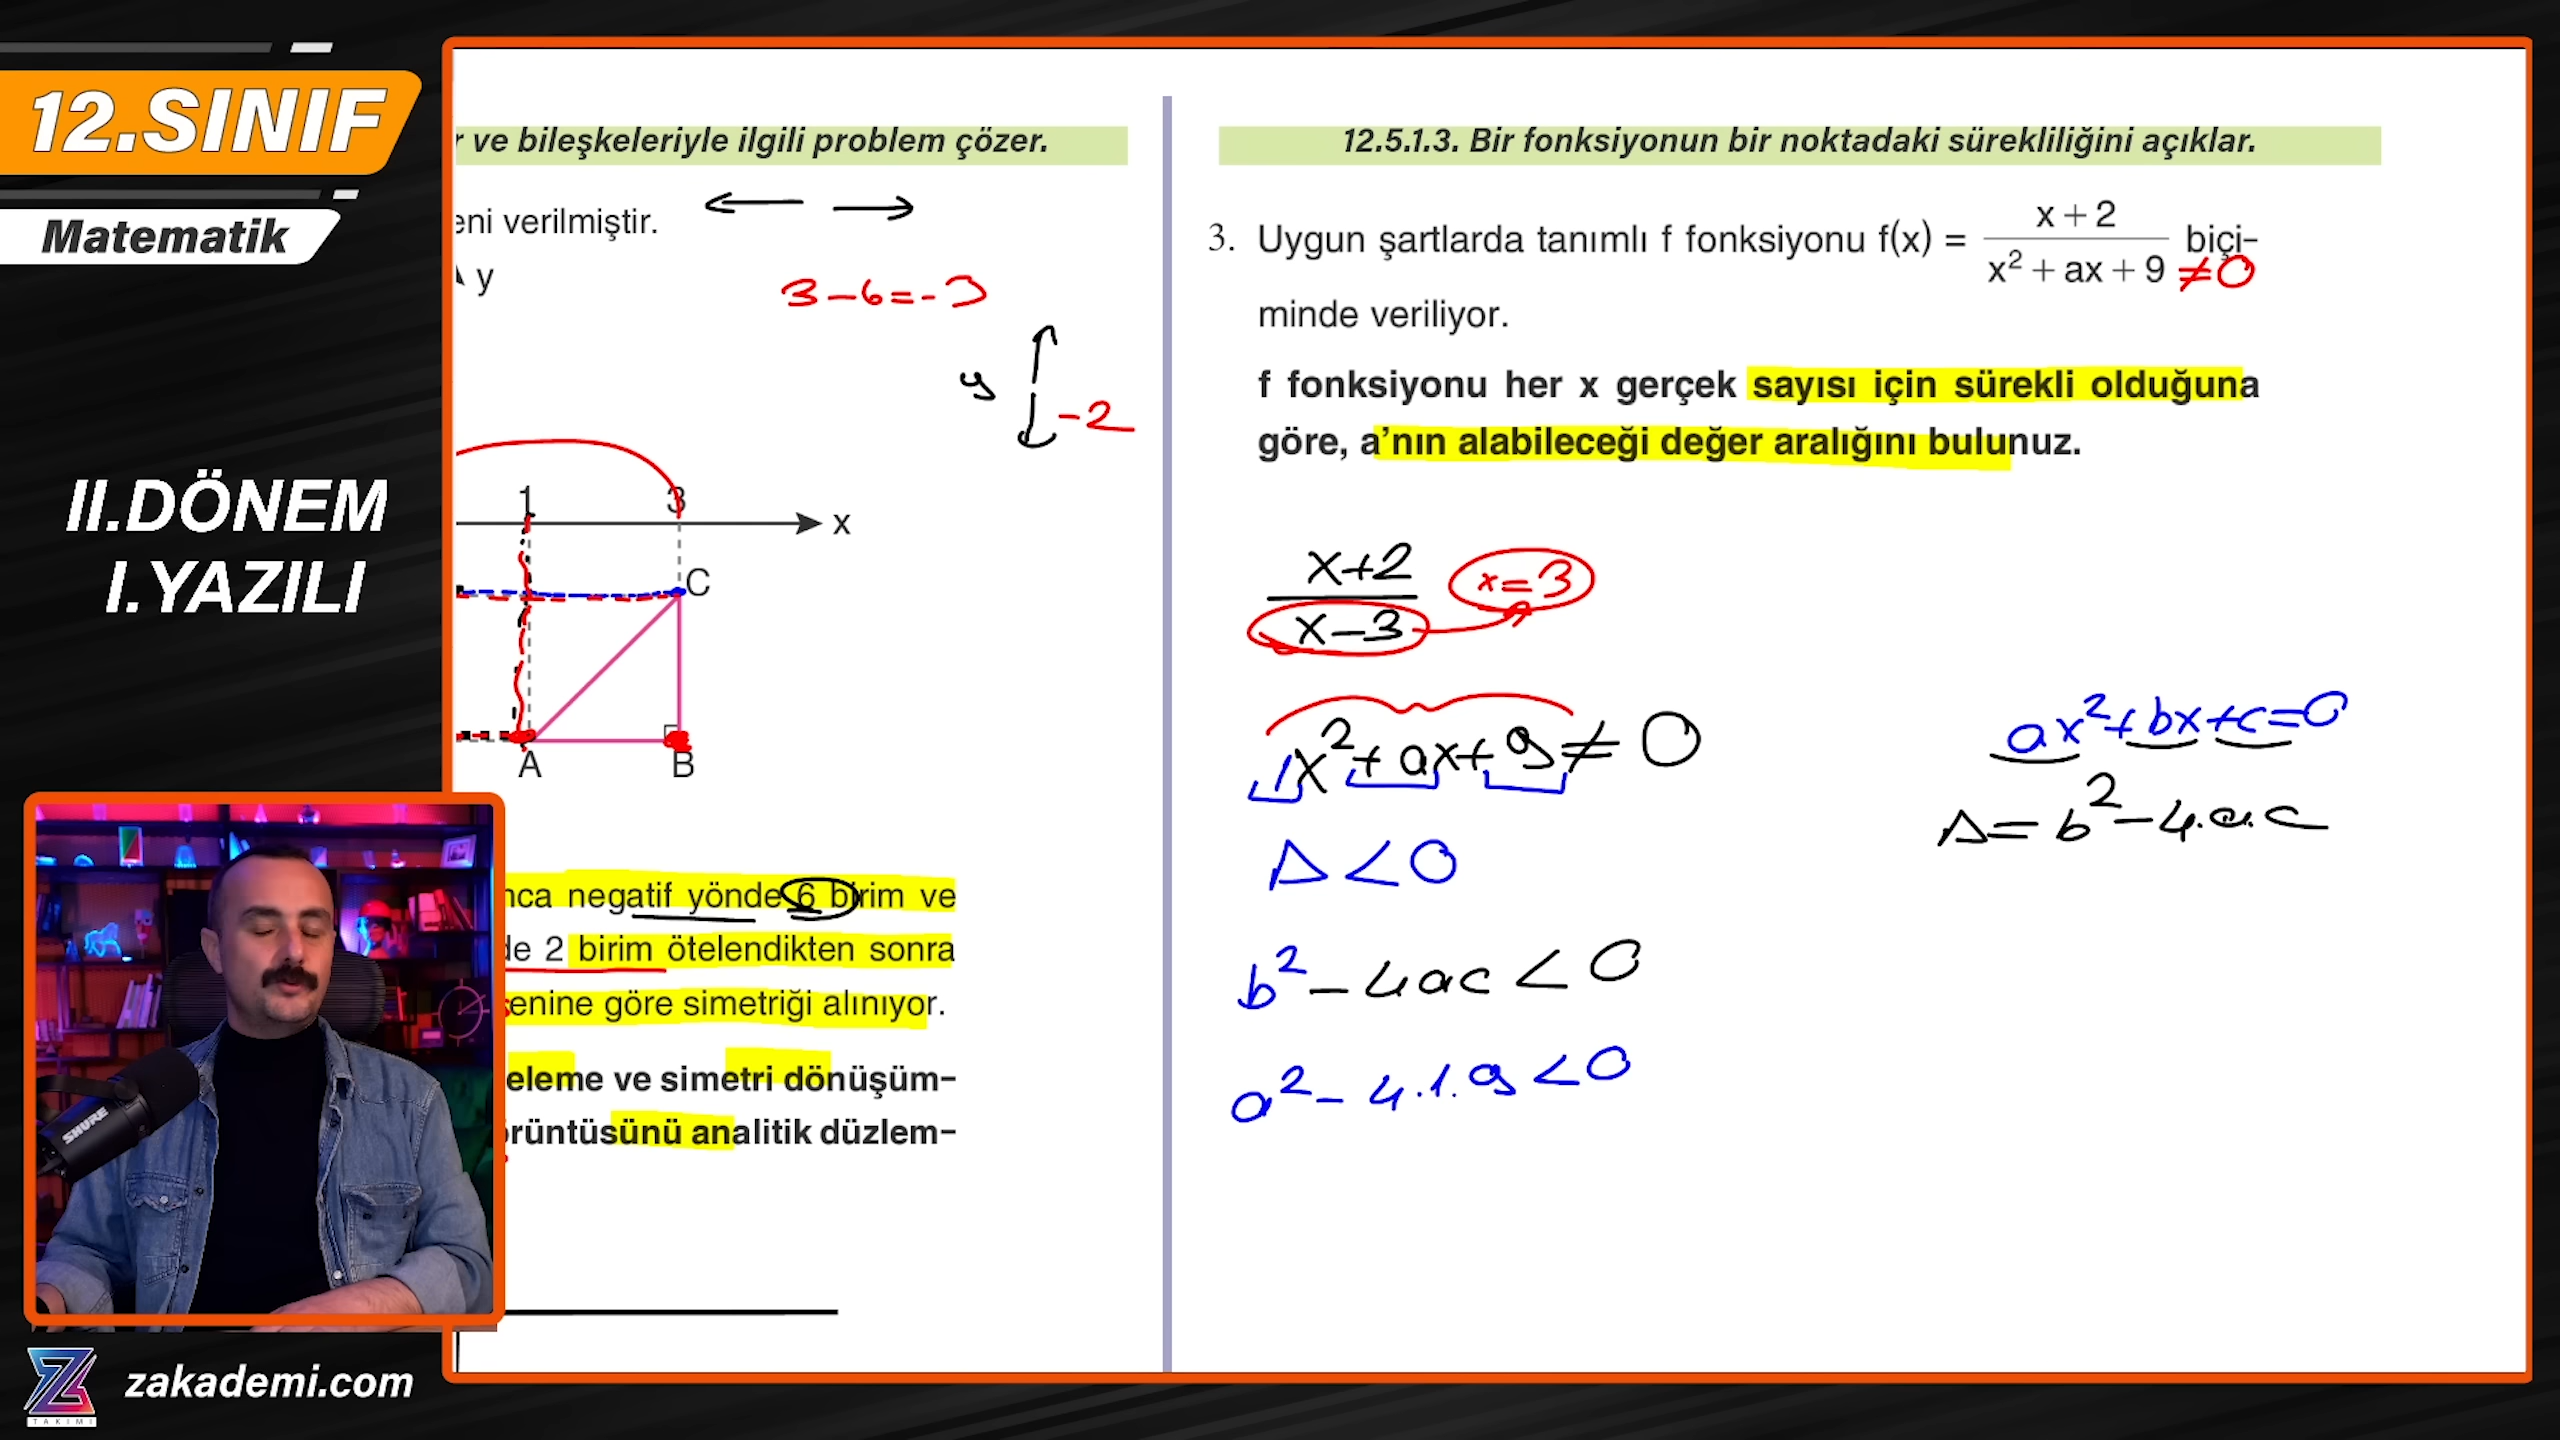 12.SINIF
Matematik
II.DÖNEM
I.YAZILI
ve bileşkeleriyle ilgili problem çözer.
eni verilmiştir.
y
3-6=-3
y
-2
1
3
x
C
A
B
nca negatif yönde 6 birim ve
de 2 birim ötelendikten sonra
enine göre simetriği alınıyor.
eleme ve simetri dönüşüm-
örüntüsünü analitik düzlem-
12.5.1.3. Bir fonksiyonun bir noktadaki sürekliliğini açıklar.
3. Uygun şartlarda tanımlı f fonksiyonu f(x) = (x+2)/(x²+ax+9) biçi-
≠0
minde veriliyor.
f fonksiyonu her x gerçek sayısı için sürekli olduğuna
göre, a'nın alabileceği değer aralığını bulunuz.
x+2
x-3
x=3
1x²+ax+9≠0
Δ<0
b²-4ac<0
a²-4.1.9<0
ax²+bx+c=0
Δ=b²-4.a.c
SHURE
Z
TAKIMI
zakademi.com